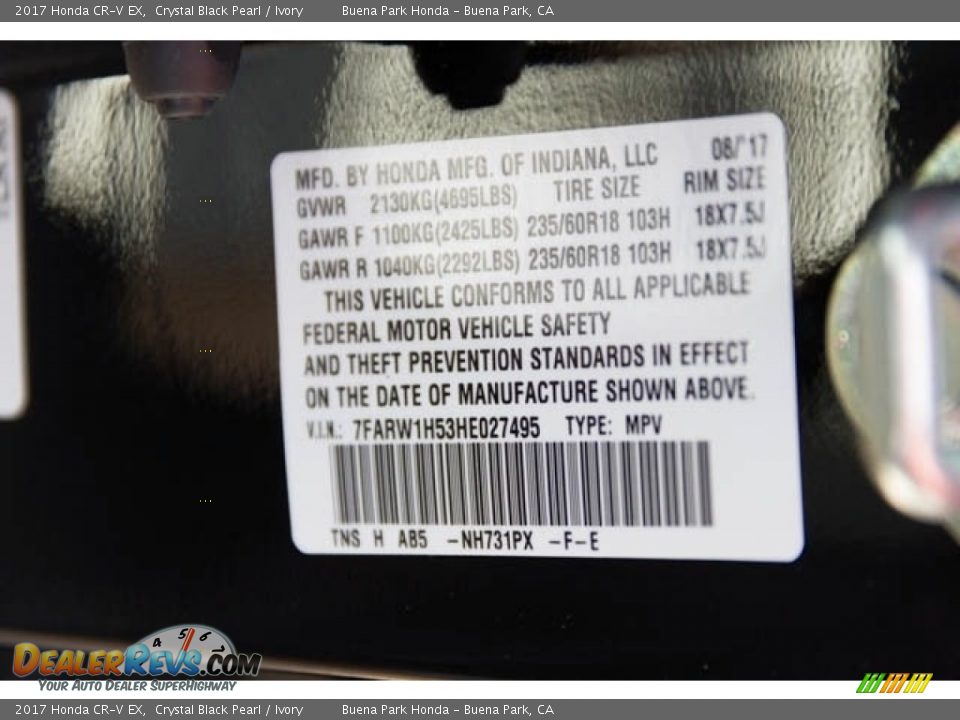 2017 Honda CR-V EX, Crystal Black Pearl / Ivory Buena Park Honda - Buena Park, CA
MFD. BY HONDA MFG. OF INDIANA, LLC 08/'17
GVWR 2130KG(4695LBS) TIRE SIZE RIM SIZE
GAWR F 1100KG(2425LBS) 235/60R18 103H 18X7.5J
GAWR R 1040KG(2292LBS) 235/60R18 103H 18X7.5J
THIS VEHICLE CONFORMS TO ALL APPLICABLE
FEDERAL MOTOR VEHICLE SAFETY
AND THEFT PREVENTION STANDARDS IN EFFECT
ON THE DATE OF MANUFACTURE SHOWN ABOVE.
V.I.N.: 7FARW1H53HE027495 TYPE: MPV
TNS H AB5 -NH731PX -F-E
4 5 6
DEALERREVS.COM
YOUR AUTO DEALER SUPERHIGHWAY
2017 Honda CR-V EX, Crystal Black Pearl / Ivory Buena Park Honda - Buena Park, CA